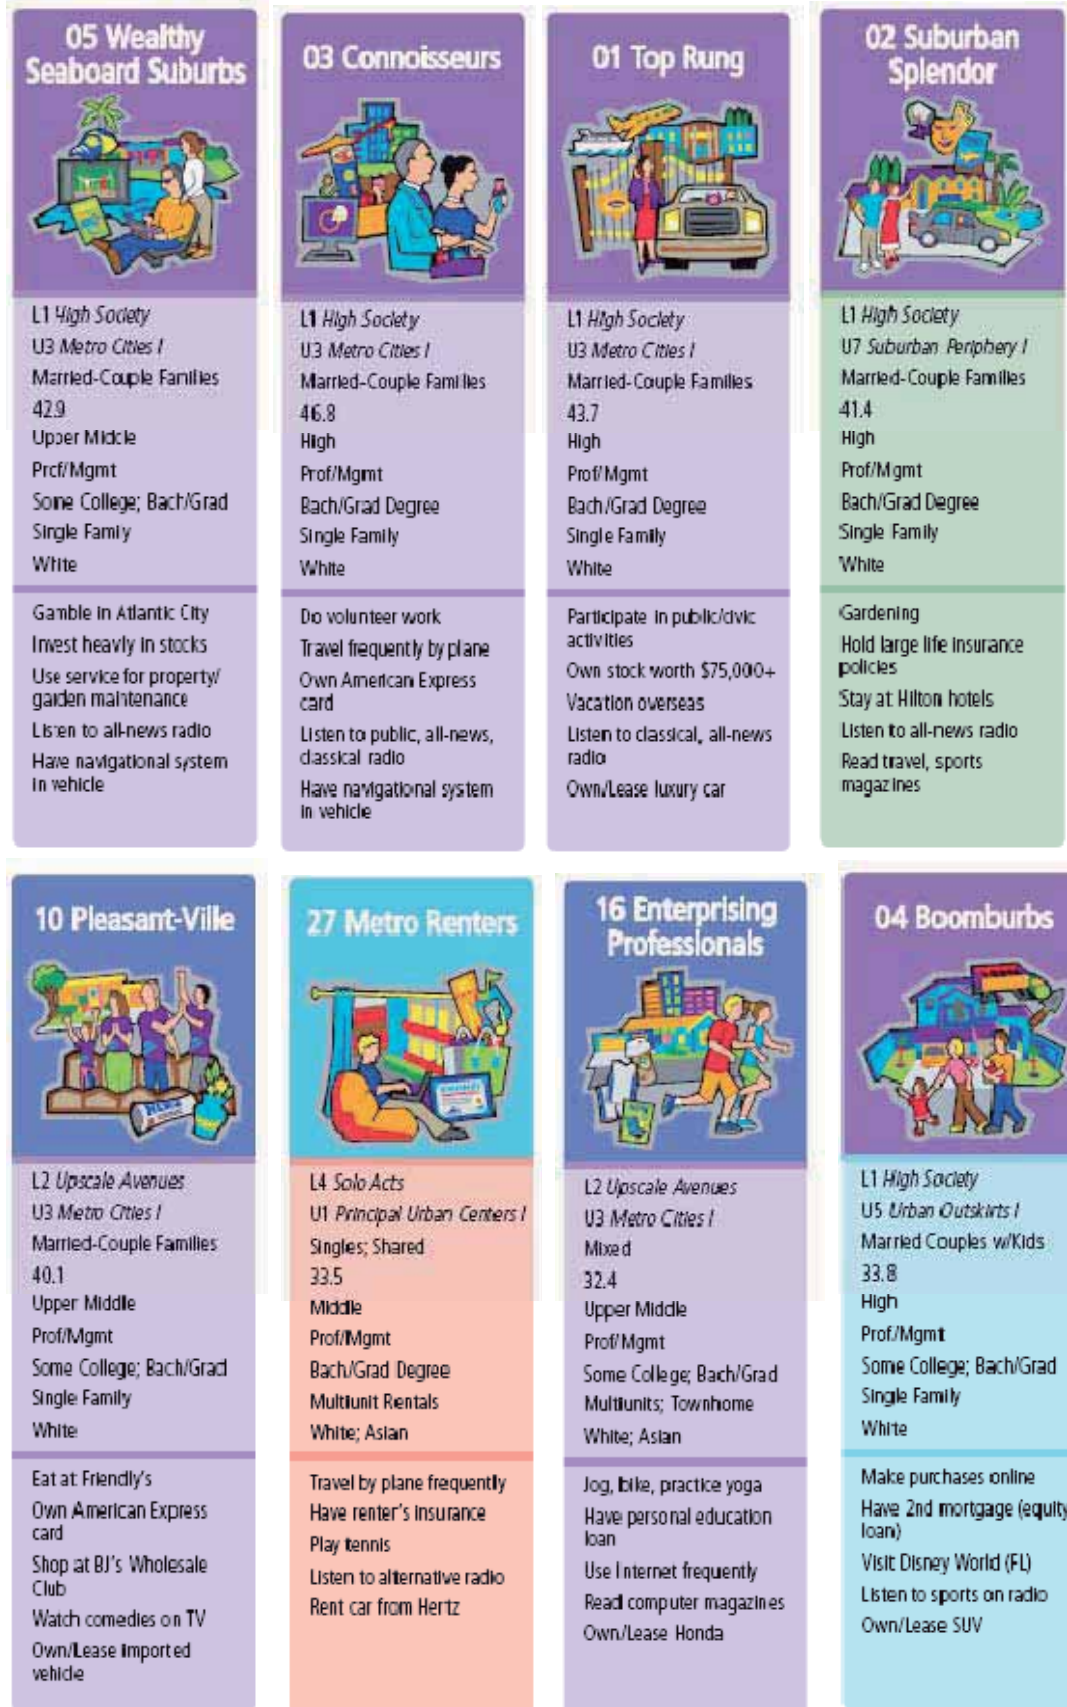 05 Wealthy
Seaboard Suburbs
L1 High Society
U3 Metro Cities I
Married-Couple Families
42.9
Upper Middle
Prof/Mgmt
Some College; Bach/Grad
Single Family
White
Gamble in Atlantic City
Invest heavily in stocks
Use service for property/
garden maintenance
Listen to all-news radio
Have navigational system
in vehicle
03 Connoisseurs
L1 High Society
U3 Metro Cities I
Married-Couple Families
46.8
High
Prof/Mgmt
Bach/Grad Degree
Single Family
White
Do volunteer work
Travel frequently by plane
Own American Express
card
Listen to public, all-news,
classical radio
Have navigational system
in vehicle
01 Top Rung
L1 High Society
U3 Metro Cities I
Married-Couple Families
43.7
High
Prof/Mgmt
Bach/Grad Degree
Single Family
White
Participate in public/civic
activities
Own stock worth $75,000+
Vacation overseas
Listen to classical, all-news
radio
Own/Lease luxury car
02 Suburban
Splendor
L1 High Society
U7 Suburban Periphery I
Married-Couple Families
41.4
High
Prof/Mgmt
Bach/Grad Degree
Single Family
White
Gardening
Hold large life insurance
policies
Stay at Hilton hotels
Listen to all-news radio
Read travel, sports
magazines
10 Pleasant-Ville
L2 Upscale Avenues
U3 Metro Cities I
Married-Couple Families
40.1
Upper Middle
Prof/Mgmt
Some College; Bach/Grad
Single Family
White
Eat at Friendly's
Own American Express
card
Shop at BJ's Wholesale
Club
Watch comedies on TV
Own/Lease imported
vehicle
27 Metro Renters
L4 Solo Acts
U1 Principal Urban Centers I
Singles; Shared
33.5
Middle
Prof/Mgmt
Bach/Grad Degree
Multiunit Rentals
White; Asian
Travel by plane frequently
Have renter's insurance
Play tennis
Listen to alternative radio
Rent car from Hertz
16 Enterprising
Professionals
L2 Upscale Avenues
U3 Metro Cities I
Mixed
32.4
Upper Middle
Prof/Mgmt
Some College; Bach/Grad
Multiunits; Townhome
White; Asian
Jog, bike, practice yoga
Have personal education
loan
Use Internet frequently
Read computer magazines
Own/Lease Honda
04 Boomburbs
L1 High Society
U5 Urban Outskirts I
Married Couples w/Kids
33.8
High
Prof/Mgmt
Some College; Bach/Grad
Single Family
White
Make purchases online
Have 2nd mortgage (equity
loan)
Visit Disney World (FL)
Listen to sports on radio
Own/Lease SUV